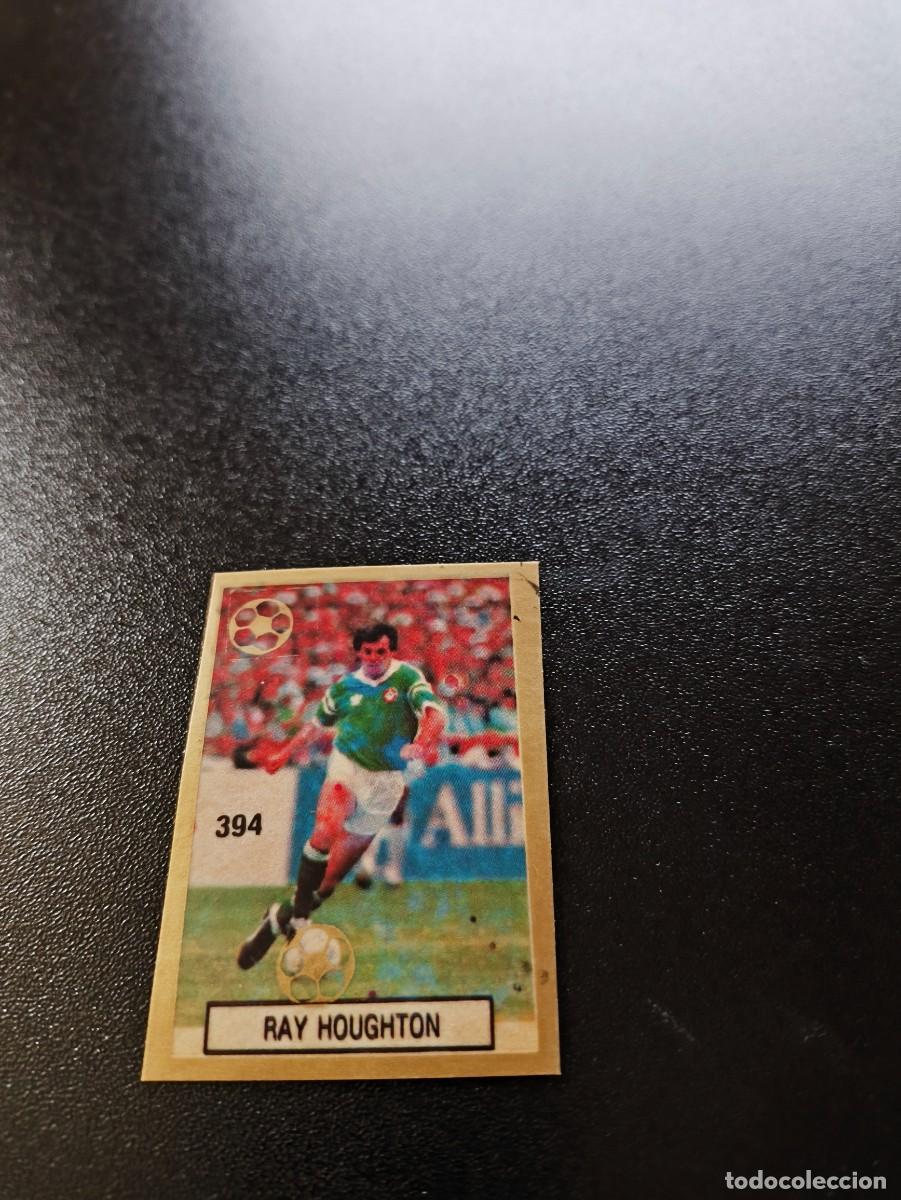 394
Alli
RAY HOUGHTON
todocoleccion